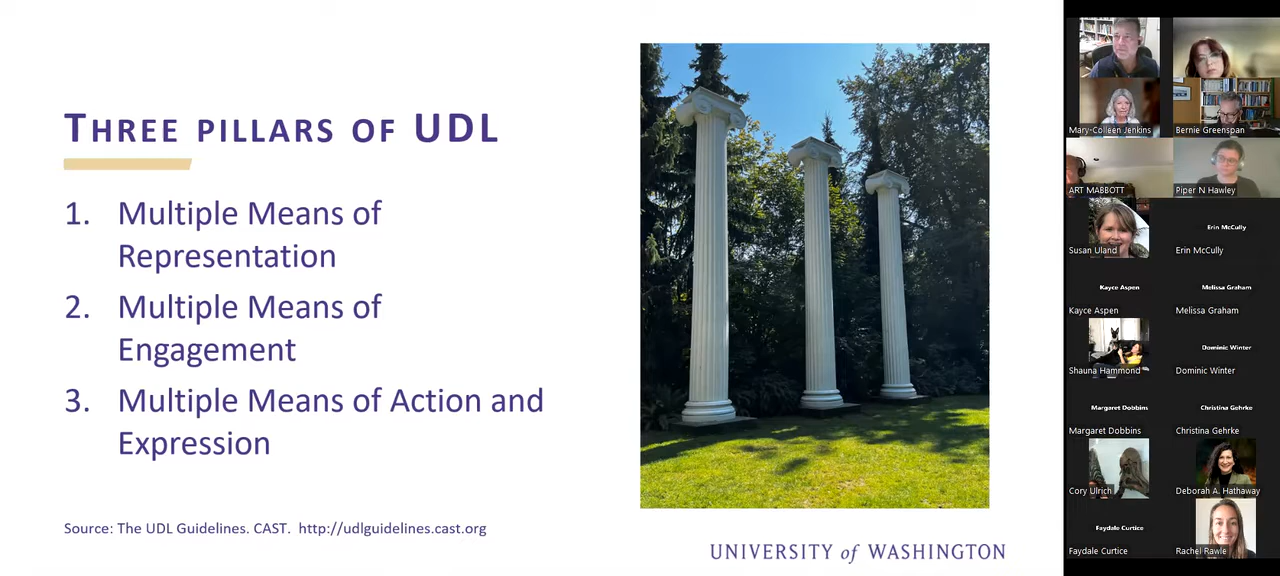 THREE PILLARS OF UDL
1. Multiple Means of
Representation
2. Multiple Means of
Engagement
3. Multiple Means of Action and
Expression
Source: The UDL Guidelines. CAST. http://udlguidelines.cast.org
UNIVERSITY of WASHINGTON
Mary-Colleen Jenkins
Bernie Greenspan
ART MABBOTT
Piper N Hawley
Susan Uland
Erin McCully
Erin McCully
Kayce Aspen
Kayce Aspen
Melissa Graham
Melissa Graham
Shauna Hammond
Dominic Winter
Dominic Winter
Margaret Dobbins
Margaret Dobbins
Christina Gehrke
Christina Gehrke
Cory Ulrich
Deborah A. Hathaway
Faydale Curtice
Faydale Curtice
Rachel Rawle